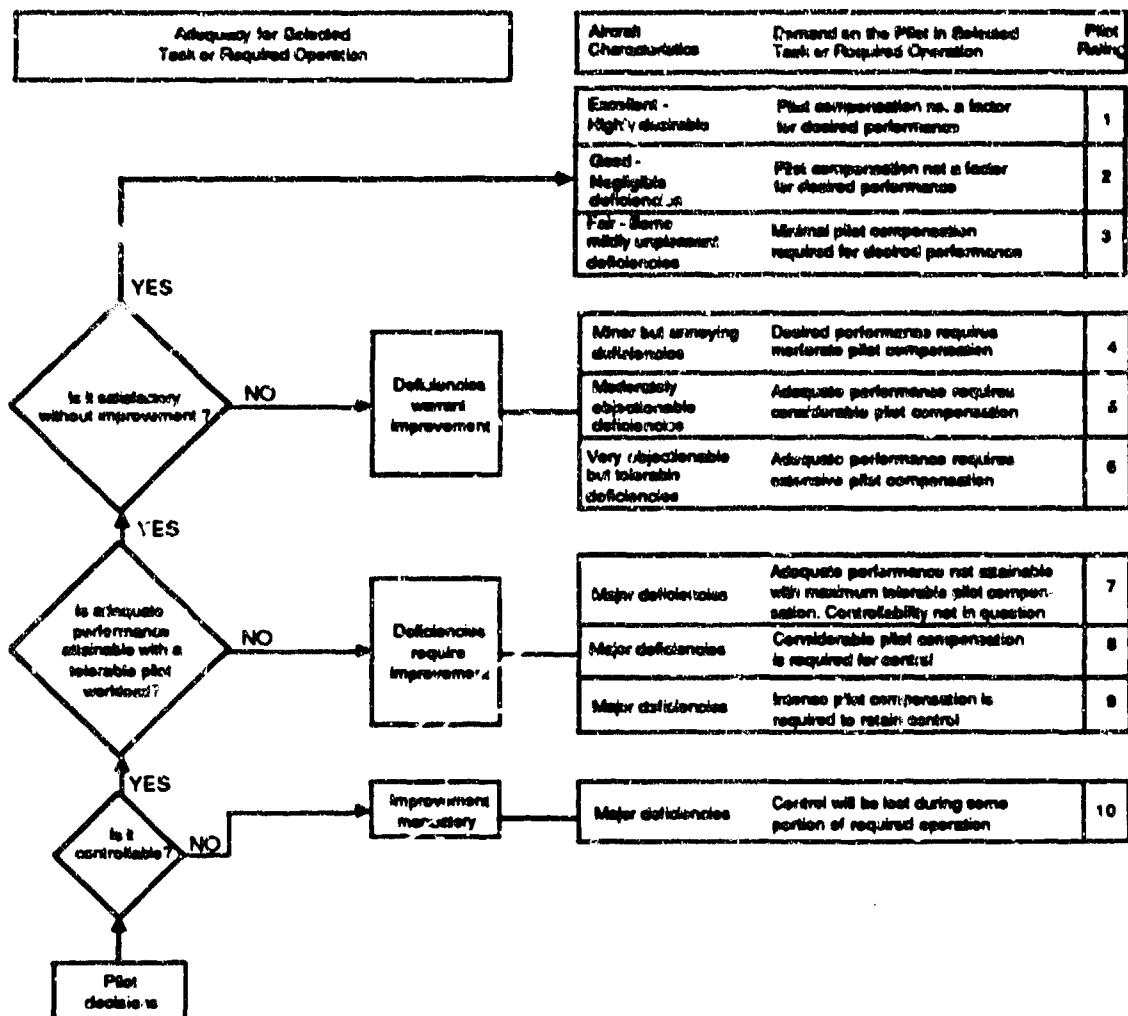 Adequacy for Selected
Task or Required Operation
Aircraft
Characteristics
Demand on the Pilot in Selected
Task or Required Operation
Pilot
Rating
Excellent -
Highly desirable
Pilot compensation a factor
for desired performance
1
Good -
Negligible
deficiencies
Pilot compensation not a factor
for desired performance
2
Fair - Some
mildly unpleasant
deficiencies
Minimal pilot compensation
required for desired performance
3
YES
Is it satisfactory
without improvement?
NO
Deficiencies
warrant
improvement
Minor but annoying
deficiencies
Desired performance requires
moderate pilot compensation
4
Moderately
objectionable
deficiencies
Adequate performance requires
considerable pilot compensation
5
Very objectionable
but tolerable
deficiencies
Adequate performance requires
extensive pilot compensation
6
YES
Is adequate
performance
attainable with a
tolerable pilot
workload?
NO
Deficiencies
require
improvement
Major deficiencies
Adequate performance not attainable
with maximum tolerable pilot compen-
sation. Controllability not in question
7
Major deficiencies
Considerable pilot compensation
is required for control
8
Major deficiencies
Intense pilot compensation is
required to retain control
9
YES
Is it
controllable?
NO
Improvement
mandatory
Major deficiencies
Control will be lost during some
portion of required operation
10
Pilot
decisions